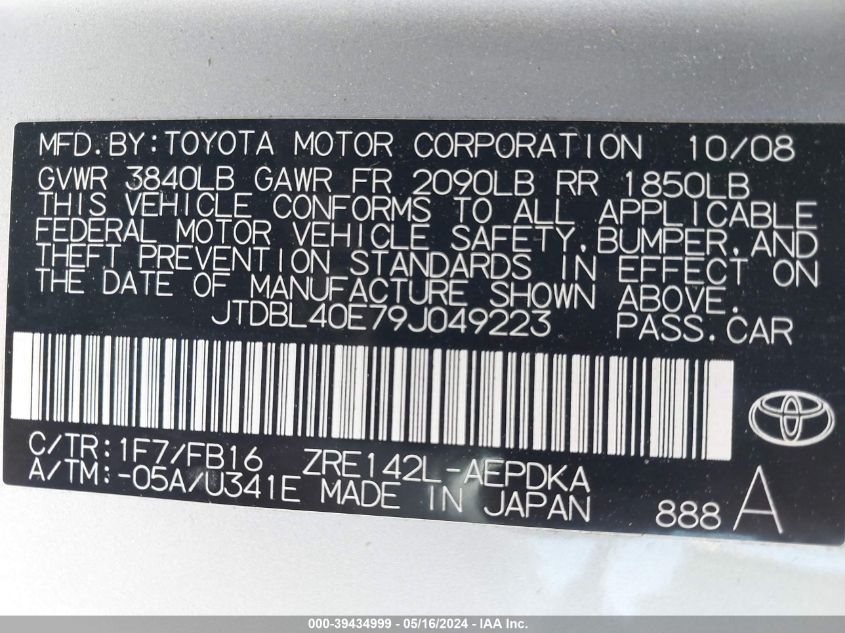 MFD.BY:TOYOTA MOTOR CORPORATION 10/08
GVWR 3840LB GAWR FR 2090LB RR 1850LB
THIS VEHICLE CONFORMS TO ALL APPLICABLE
FEDERAL MOTOR VEHICLE SAFETY,BUMPER,AND
THEFT PREVENTION STANDARDS IN EFFECT ON
THE DATE OF MANUFACTURE SHOWN ABOVE.
JTDBL40E79J049223 PASS.CAR
C/TR:1F7/FB16 ZRE142L-AEPDKA
A/TM:-05A/U341E MADE IN JAPAN 888 A
000-39434999 - 05/16/2024 - IAA Inc.